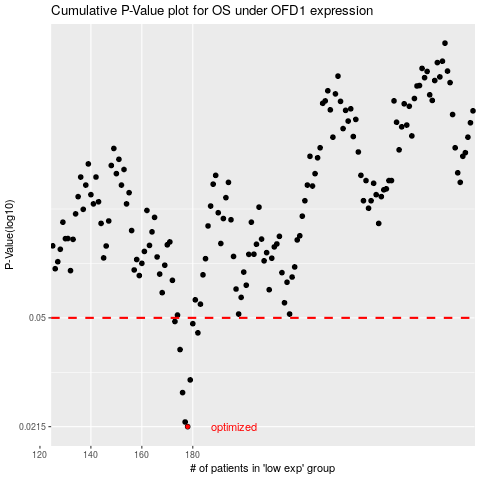 Cumulative P-Value plot for OS under OFD1 expression
P-Value(log10)
0.05
0.0215
optimized
120 140 160 180
# of patients in 'low exp' group